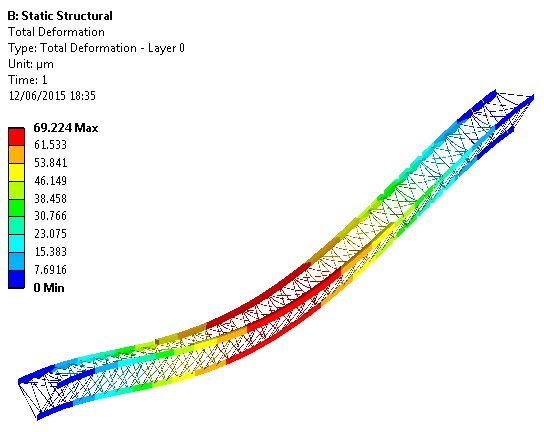 B: Static Structural
Total Deformation
Type: Total Deformation - Layer 0
Unit: µm
Time: 1
12/06/2015 18:35
69.224 Max
61.533
53.841
46.149
38.458
30.766
23.075
15.383
7.6916
0 Min